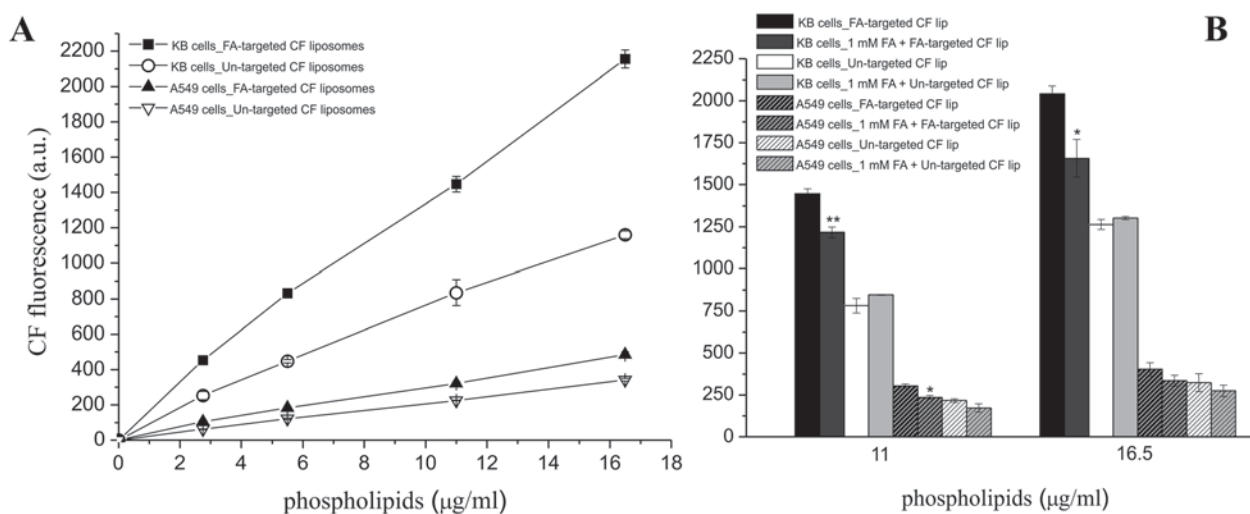 A
KB cells_FA-targeted CF liposomes
KB cells_Un-targeted CF liposomes
A549 cells_FA-targeted CF liposomes
A549 cells_Un-targeted CF liposomes
2200
2000
1800
1600
1400
1200
1000
800
600
400
200
0
CF fluorescence (a.u.)
0 2 4 6 8 10 12 14 16 18
phospholipids (µg/ml)
B
KB cells_FA-targeted CF lip
KB cells_1 mM FA + FA-targeted CF lip
KB cells_Un-targeted CF lip
KB cells_1 mM FA + Un-targeted CF lip
A549 cells_FA-targeted CF lip
A549 cells_1 mM FA + FA-targeted CF lip
A549 cells_Un-targeted CF lip
A549 cells_1 mM FA + Un-targeted CF lip
2250
2000
1750
1500
1250
1000
750
500
250
0
**
*
*
11 16.5
phospholipids (µg/ml)